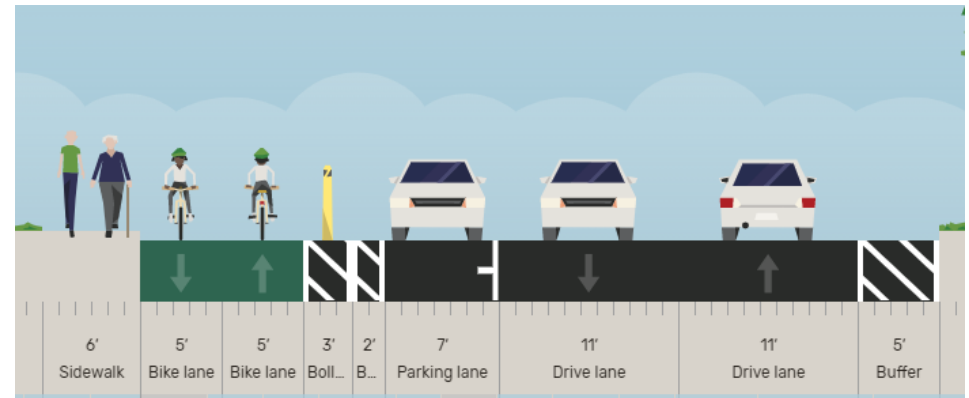 6′ 5′ 5′ 3′ 2′ 7′ 11′ 11′ 5′
Sidewalk Bike lane Bike lane Boll… B… Parking lane Drive lane Drive lane Buffer